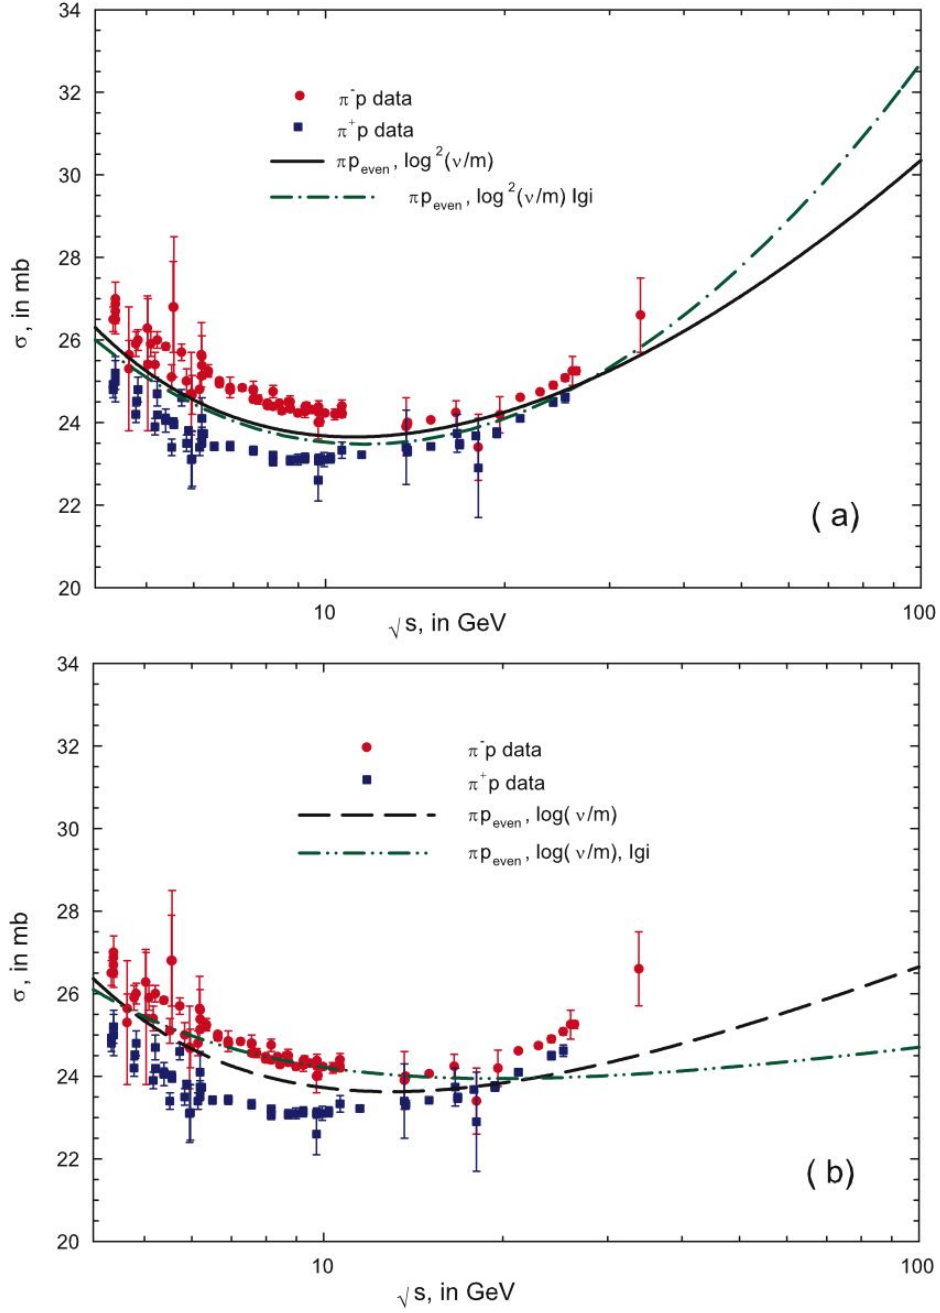 34
32
30
28
26
24
22
20
σ, in mb
π⁻p data
π⁺p data
πp_even, log²(ν/m)
πp_even, log²(ν/m) Igi
( a)
10
100
√s, in GeV
34
32
30
28
26
24
22
20
σ, in mb
π⁻p data
π⁺p data
πp_even, log( ν/m)
πp_even, log( ν/m), Igi
( b)
10
100
√s, in GeV